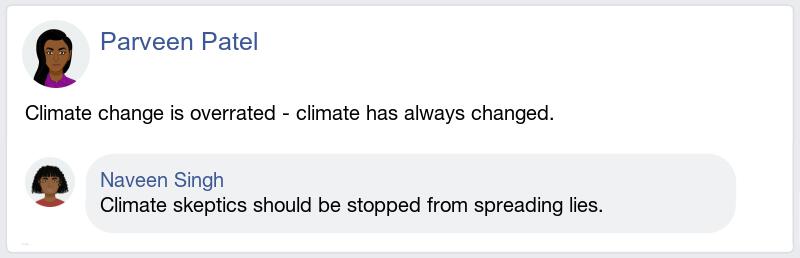 Parveen Patel
Climate change is overrated - climate has always changed.
Naveen Singh
Climate skeptics should be stopped from spreading lies.